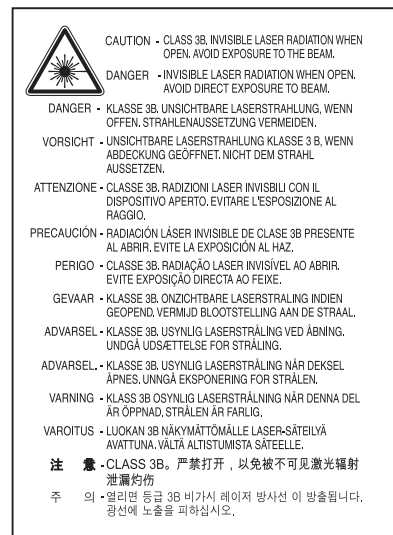 CAUTION - CLASS 3B. INVISIBLE LASER RADIATION WHEN
OPEN. AVOID EXPOSURE TO THE BEAM.
DANGER - INVISIBLE LASER RADIATION WHEN OPEN.
AVOID DIRECT EXPOSURE TO BEAM.
DANGER - KLASSE 3B. UNSICHTBARE LASERSTRAHLUNG, WENN
OFFEN. STRAHLENAUSSETZUNG VERMEIDEN.
VORSICHT - UNSICHTBARE LASERSTRAHLUNG KLASSE 3 B, WENN
ABDECKUNG GEÖFFNET. NICHT DEM STRAHL
AUSSETZEN.
ATTENZIONE - CLASSE 3B. RADIZIONI LASER INVISBILI CON IL
DISPOSITIVO APERTO. EVITARE L'ESPOSIZIONE AL
RAGGIO.
PRECAUCIÓN - RADIACIÓN LÁSER INVISIBLE DE CLASE 3B PRESENTE
AL ABRIR. EVITE LA EXPOSICIÓN AL HAZ.
PERIGO - CLASSE 3B. RADIAÇÃO LASER INVISÍVEL AO ABRIR.
EVITE EXPOSIÇÃO DIRECTA AO FEIXE.
GEVAAR - KLASSE 3B. ONZICHTBARE LASERSTRALING INDIEN
GEOPEND. VERMIJD BLOOTSTELLING AAN DE STRAAL.
ADVARSEL - KLASSE 3B. USYNLIG LASERSTRÅLING VED ÅBNING.
UNDGÅ UDSÆTTELSE FOR STRÅLING.
ADVARSEL. - KLASSE 3B. USYNLIG LASERSTRÅLING NÅR DEKSEL
ÅPNES. UNNGÅ EKSPONERING FOR STRÅLEN.
VARNING - KLASS 3B OSYNLIG LASERSTRÅLNING NÄR DENNA DEL
ÄR ÖPPNAD. STRÅLEN ÄR FARLIG.
VAROITUS - LUOKAN 3B NÄKYMÄTTÖMÄLLE LASER-SÄTEILYÄ
AVATTUNA. VÄLTÄ ALTISTUMISTA SÄTEELLE.
注 意 - CLASS 3B。严禁打开，以免被不可见激光辐射
泄漏灼伤
주 의 - 열리면 등급 3B 비가시 레이저 방사선 이 방출됩니다.
광선에 노출을 피하십시오.